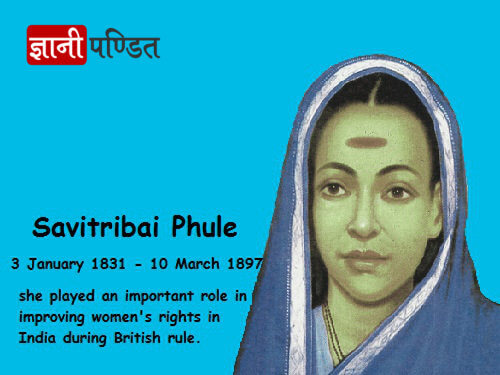 ज्ञानी पण्डित
Savitribai Phule
3 January 1831 - 10 March 1897
she played an important role in
improving women's rights in
India during British rule.